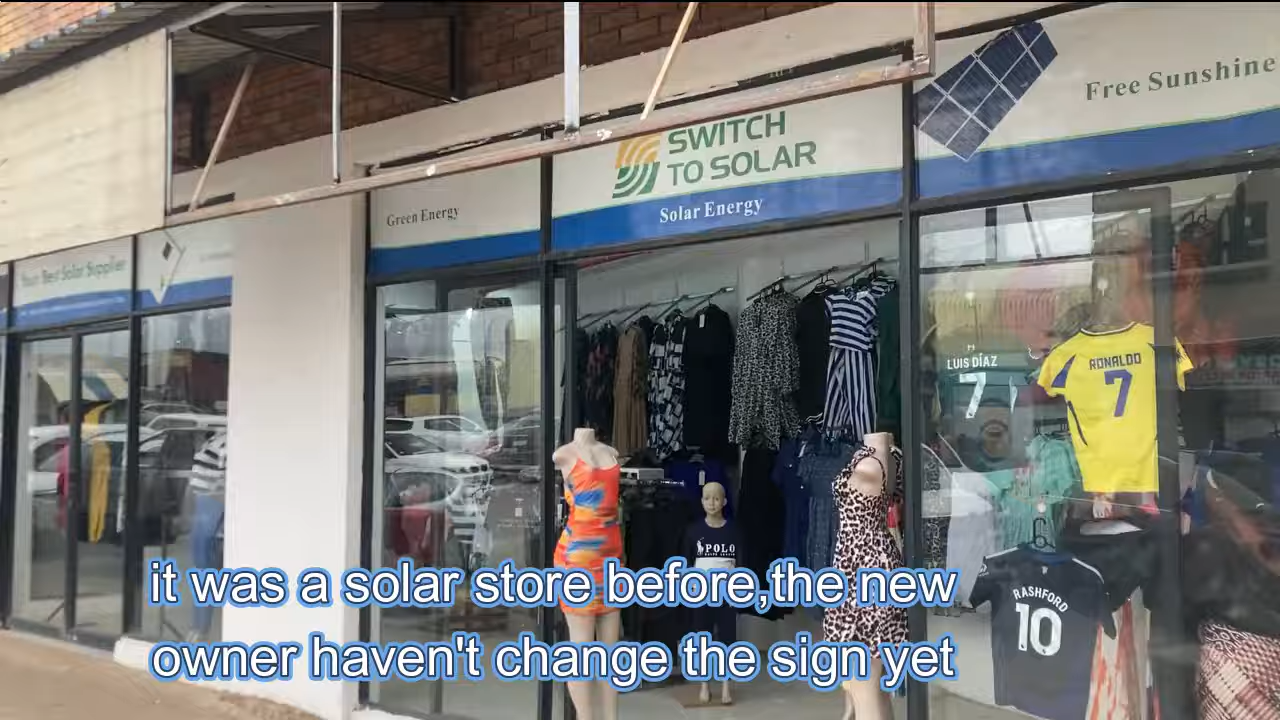 Free Sunshine
SWITCH
TO SOLAR
Solar Energy
Green Energy
Your Best Solar Supplier
LUIS DÍAZ
7
RONALDO
7
POLO
RASHFORD
10
it was a solar store before,the new
owner haven't change the sign yet